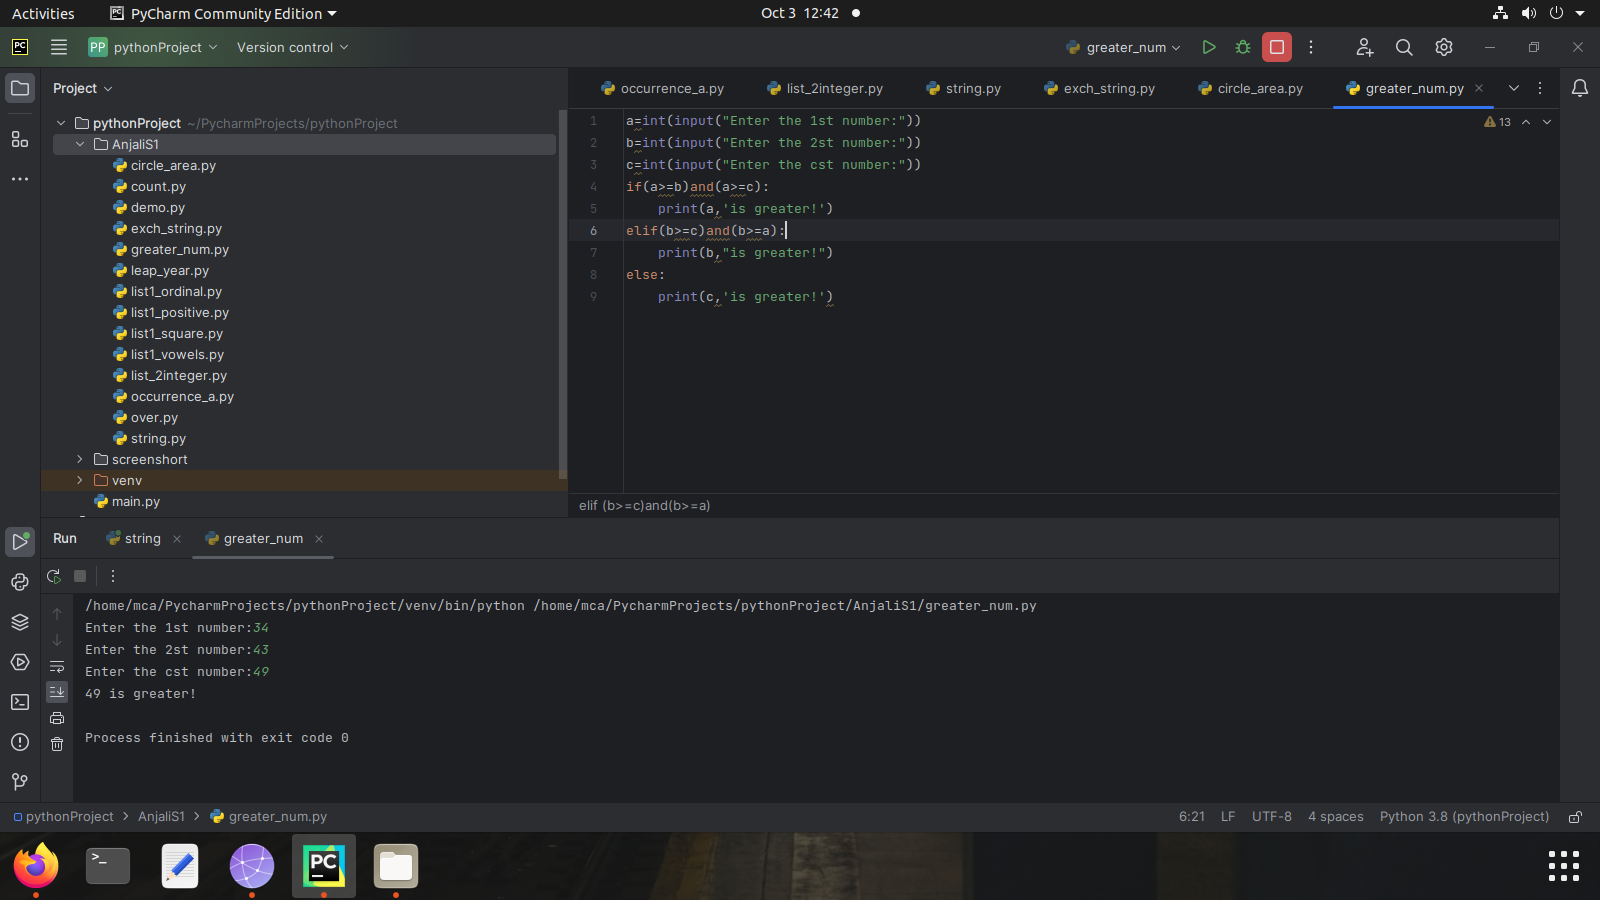 Activities PyCharm Community Edition Oct 3 12:42
PC PP pythonProject Version control greater_num
Project
occurrence_a.py list_2integer.py string.py exch_string.py circle_area.py greater_num.py
pythonProject ~/PycharmProjects/pythonProject
AnjaliS1
circle_area.py
count.py
demo.py
exch_string.py
greater_num.py
leap_year.py
list1_ordinal.py
list1_positive.py
list1_square.py
list1_vowels.py
list_2integer.py
occurrence_a.py
over.py
string.py
screenshort
venv
main.py
13
1 a=int(input("Enter the 1st number:"))
2 b=int(input("Enter the 2st number:"))
3 c=int(input("Enter the cst number:"))
4 if(a>=b)and(a>=c):
5 print(a,'is greater!')
6 elif(b>=c)and(b>=a):
7 print(b,"is greater!")
8 else:
9 print(c,'is greater!')
elif (b>=c)and(b>=a)
Run string greater_num
/home/mca/PycharmProjects/pythonProject/venv/bin/python /home/mca/PycharmProjects/pythonProject/AnjaliS1/greater_num.py
Enter the 1st number:34
Enter the 2st number:43
Enter the cst number:49
49 is greater!
Process finished with exit code 0
pythonProject AnjaliS1 greater_num.py 6:21 LF UTF-8 4 spaces Python 3.8 (pythonProject)
>_ PC